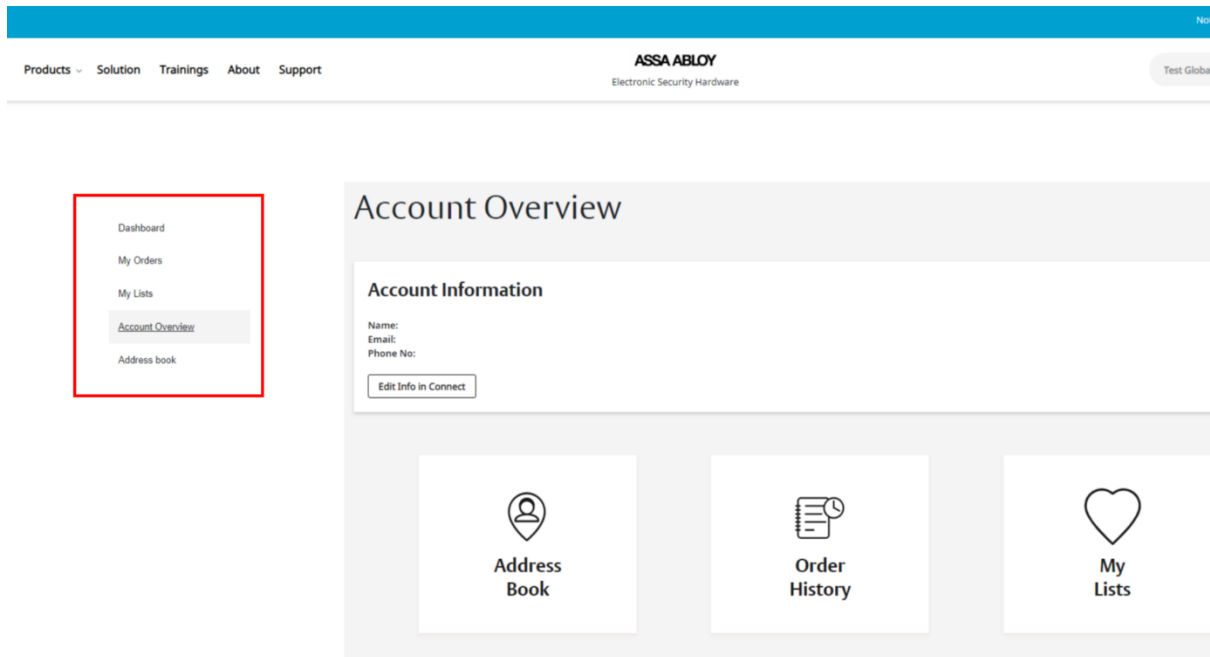 Products Solution Trainings About Support
ASSA ABLOY
Electronic Security Hardware
Test
Dashboard
My Orders
My Lists
Account Overview
Address book
Account Overview
Account Information
Name:
Email:
Phone No:
Edit Info in Connect
Address
Book
Order
History
My
Lists